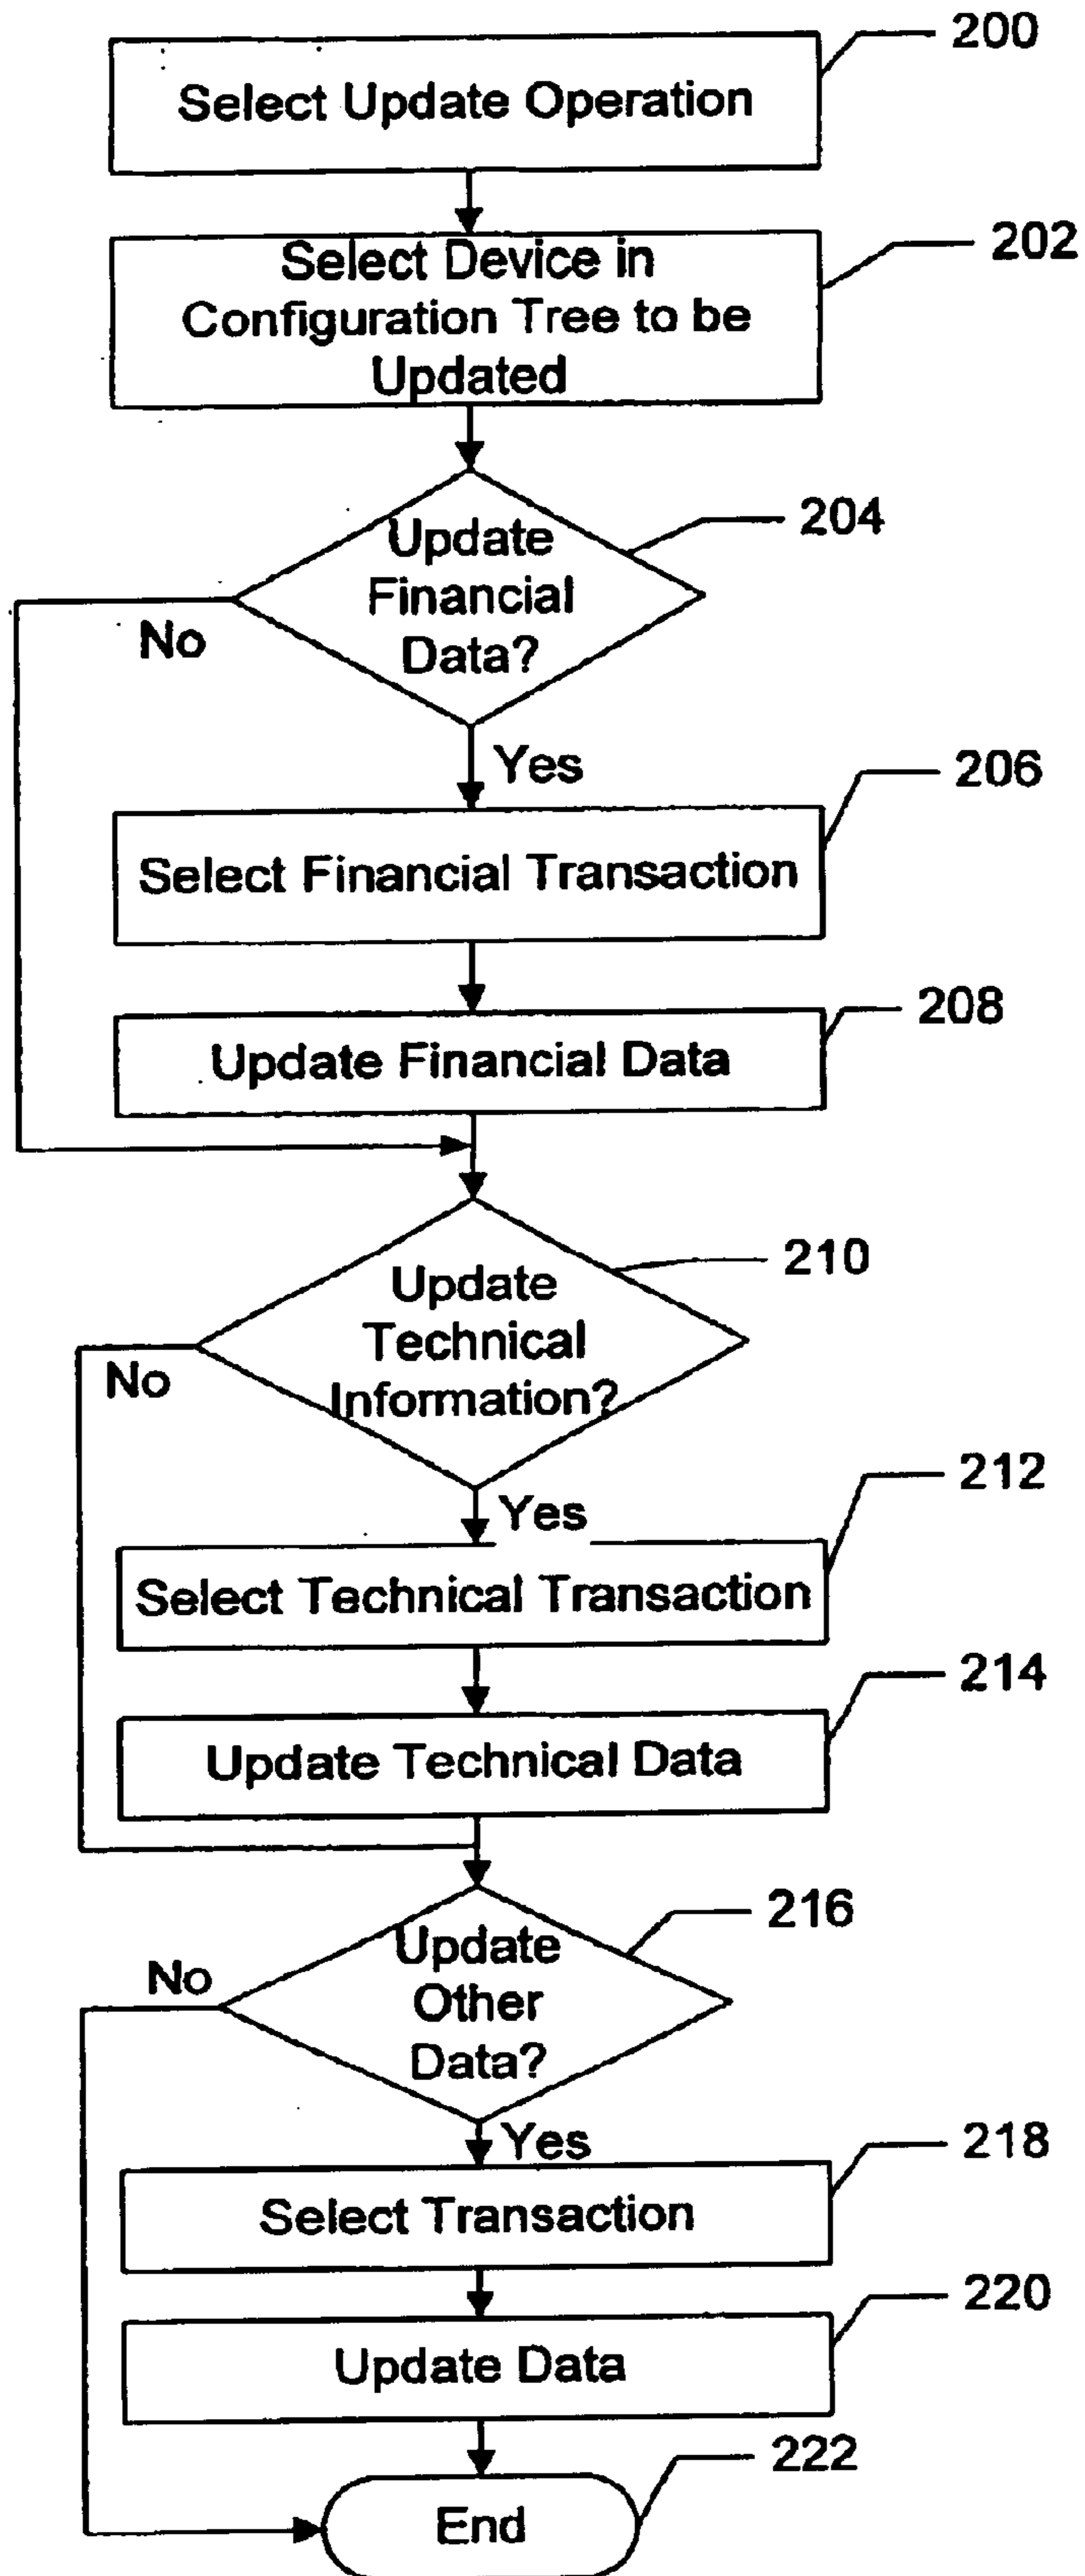 200
Select Update Operation
202
Select Device in
Configuration Tree to be
Updated
204
Update
Financial
Data?
No
Yes
206
Select Financial Transaction
208
Update Financial Data
210
Update
Technical
Information?
No
Yes
212
Select Technical Transaction
214
Update Technical Data
216
Update
Other
Data?
No
Yes
218
Select Transaction
220
Update Data
222
End